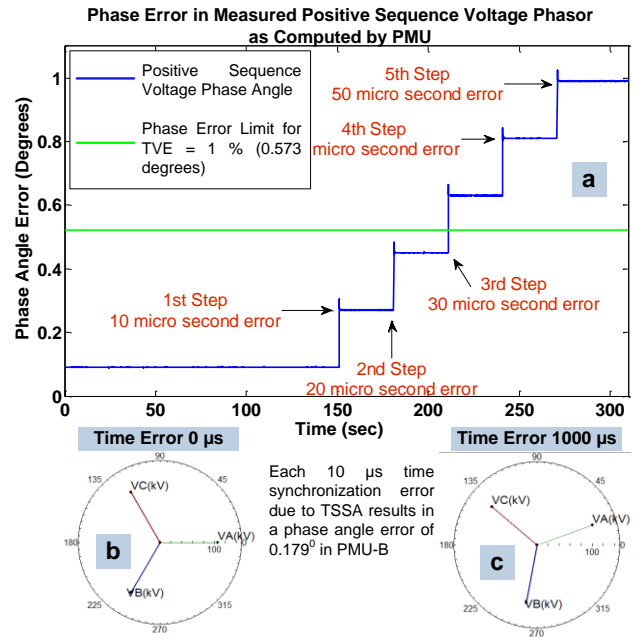 Phase Error in Measured Positive Sequence Voltage Phasor
as Computed by PMU
Phase Angle Error (Degrees)
1
0.8
0.6
0.4
0.2
0
Positive Sequence
Voltage Phase Angle
Phase Error Limit for
TVE = 1 % (0.573
degrees)
5th Step
50 micro second error
4th Step
micro second error
a
3rd Step
30 micro second error
1st Step
10 micro second error
2nd Step
20 micro second error
0
50
100
150
200
250
300
Time (sec)
Time Error 0 µs
90
135
45
VC(kV)
VA(kV)
180
100
b
VB(kV)
225
315
270
Each 10 µs time
synchronization error
due to TSSA results in
a phase angle error of
0.179⁰ in PMU-B
Time Error 1000 µs
90
135
45
VC(kV)
VA(kV)
180
100
c
VB(kV)
225
315
270